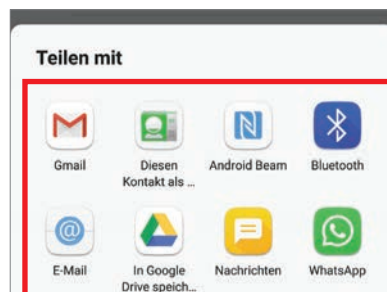 Teilen mit
Gmail
Diesen
Kontakt als ...
Android Beam
Bluetooth
E-Mail
In Google
Drive speich...
Nachrichten
WhatsApp